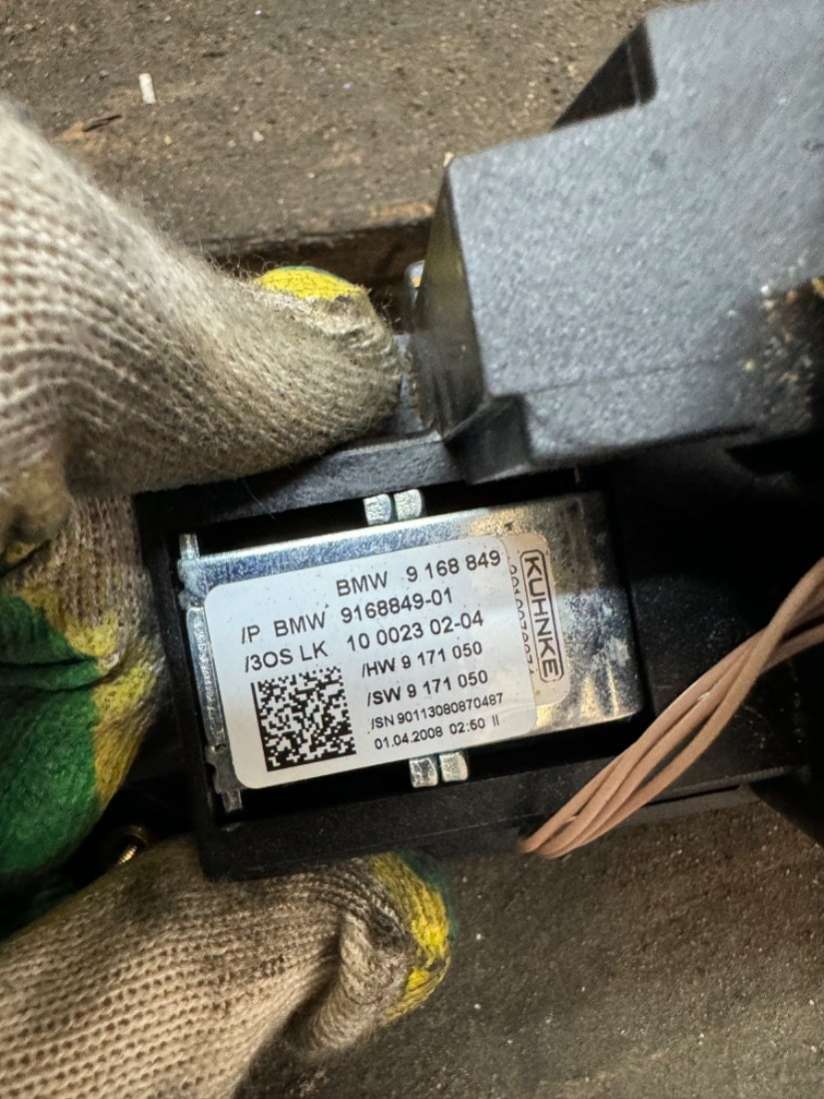 BMW 9 168 849
/P BMW 9168849-01
/3OS LK 10 0023 02-04
/HW 9 171 050
/SW 9 171 050
/SN 90113080870487
01.04.2008 02:50 II
KUHNKE